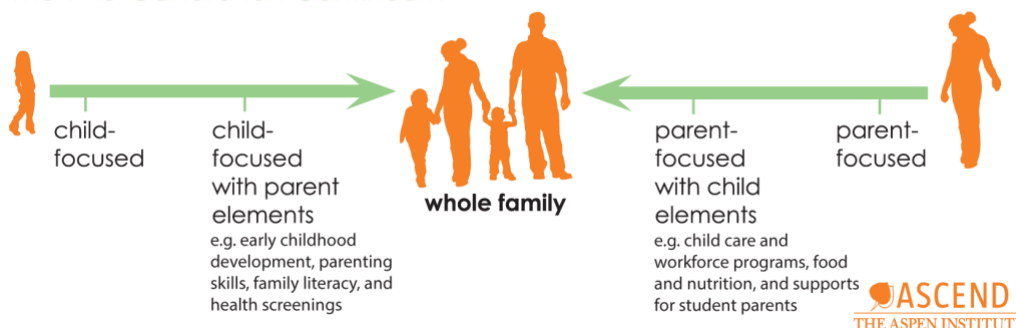 child-
focused
child-
focused
with parent
elements
e.g. early childhood
development, parenting
skills, family literacy, and
health screenings
whole family
parent-
focused
with child
elements
e.g. child care and
workforce programs, food
and nutrition, and supports
for student parents
parent-
focused
ASCEND
THE ASPEN INSTITUT